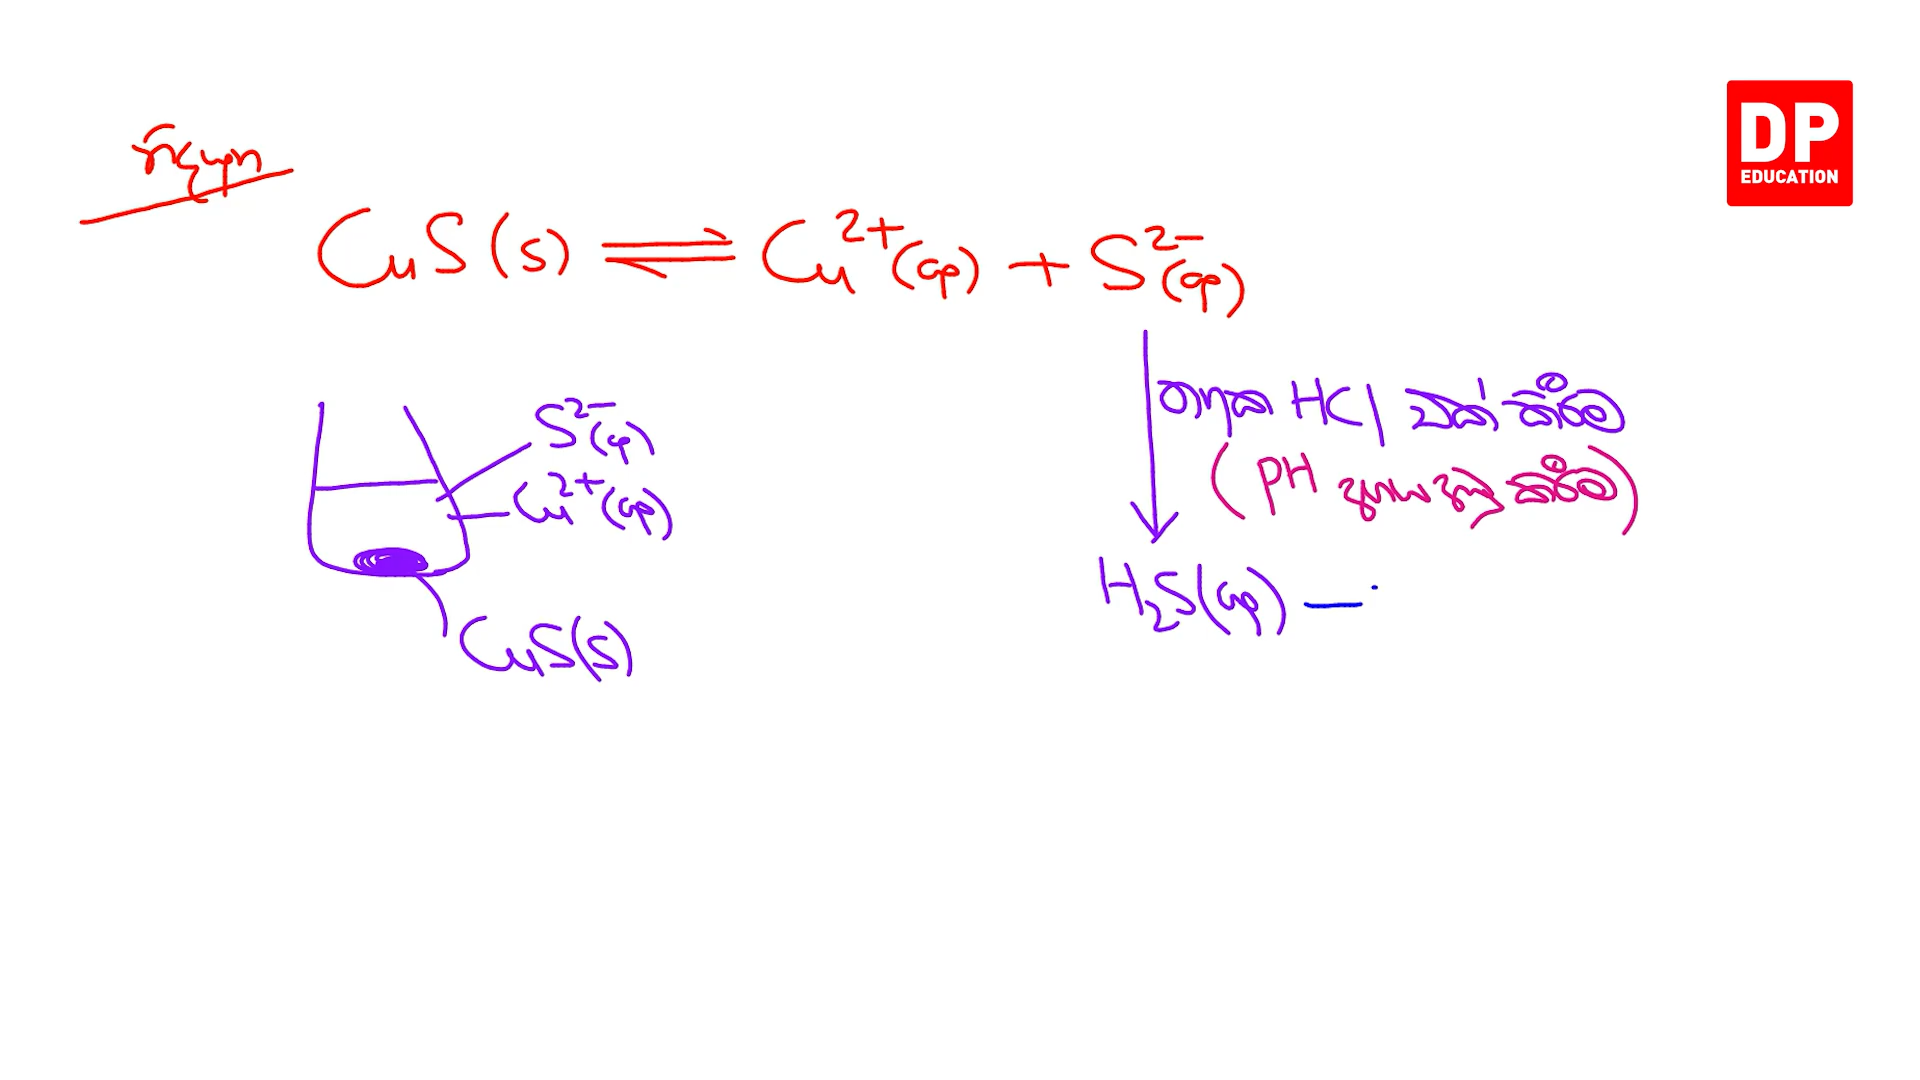 DP
EDUCATION
නිදසුන
CuS(s) ⇌ Cu²⁺(aq) + S²⁻(aq)
තනුක HCl එක් කිරීම
(PH අගය අඩු කිරීම)
S²⁻(aq)
Cu²⁺(aq)
H₂S(aq) —
CuS(s)